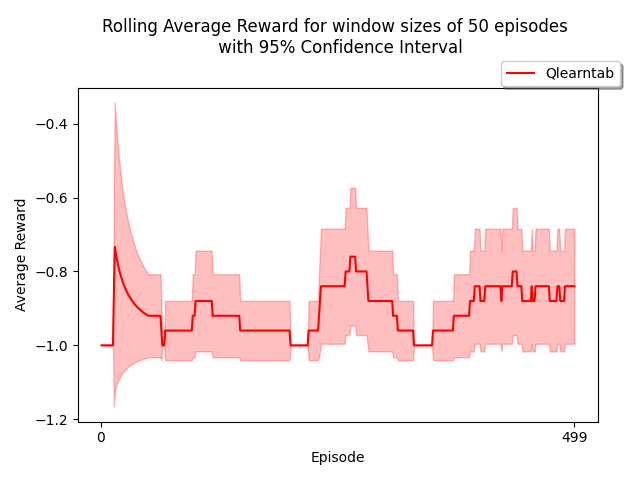 Rolling Average Reward for window sizes of 50 episodes
with 95% Confidence Interval
Qlearntab
−0.4
−0.6
−0.8
−1.0
−1.2
Average Reward
0
499
Episode